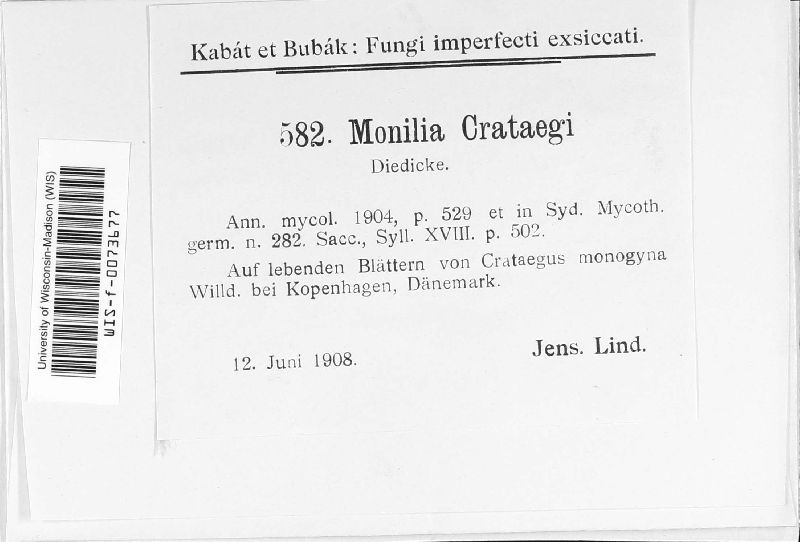 Kabát et Bubák: Fungi imperfecti exsiccati.
582. Monilia Crataegi
Diedicke.
Ann. mycol. 1904, p. 529 et in Syd. Mycoth.
germ. n. 282. Sacc., Syll. XVIII. p. 502.
Auf lebenden Blättern von Crataegus monogyna
Willd. bei Kopenhagen, Dänemark.
12. Juni 1908.
Jens. Lind.
University of Wisconsin-Madison (WIS)
WIS-f-0073677